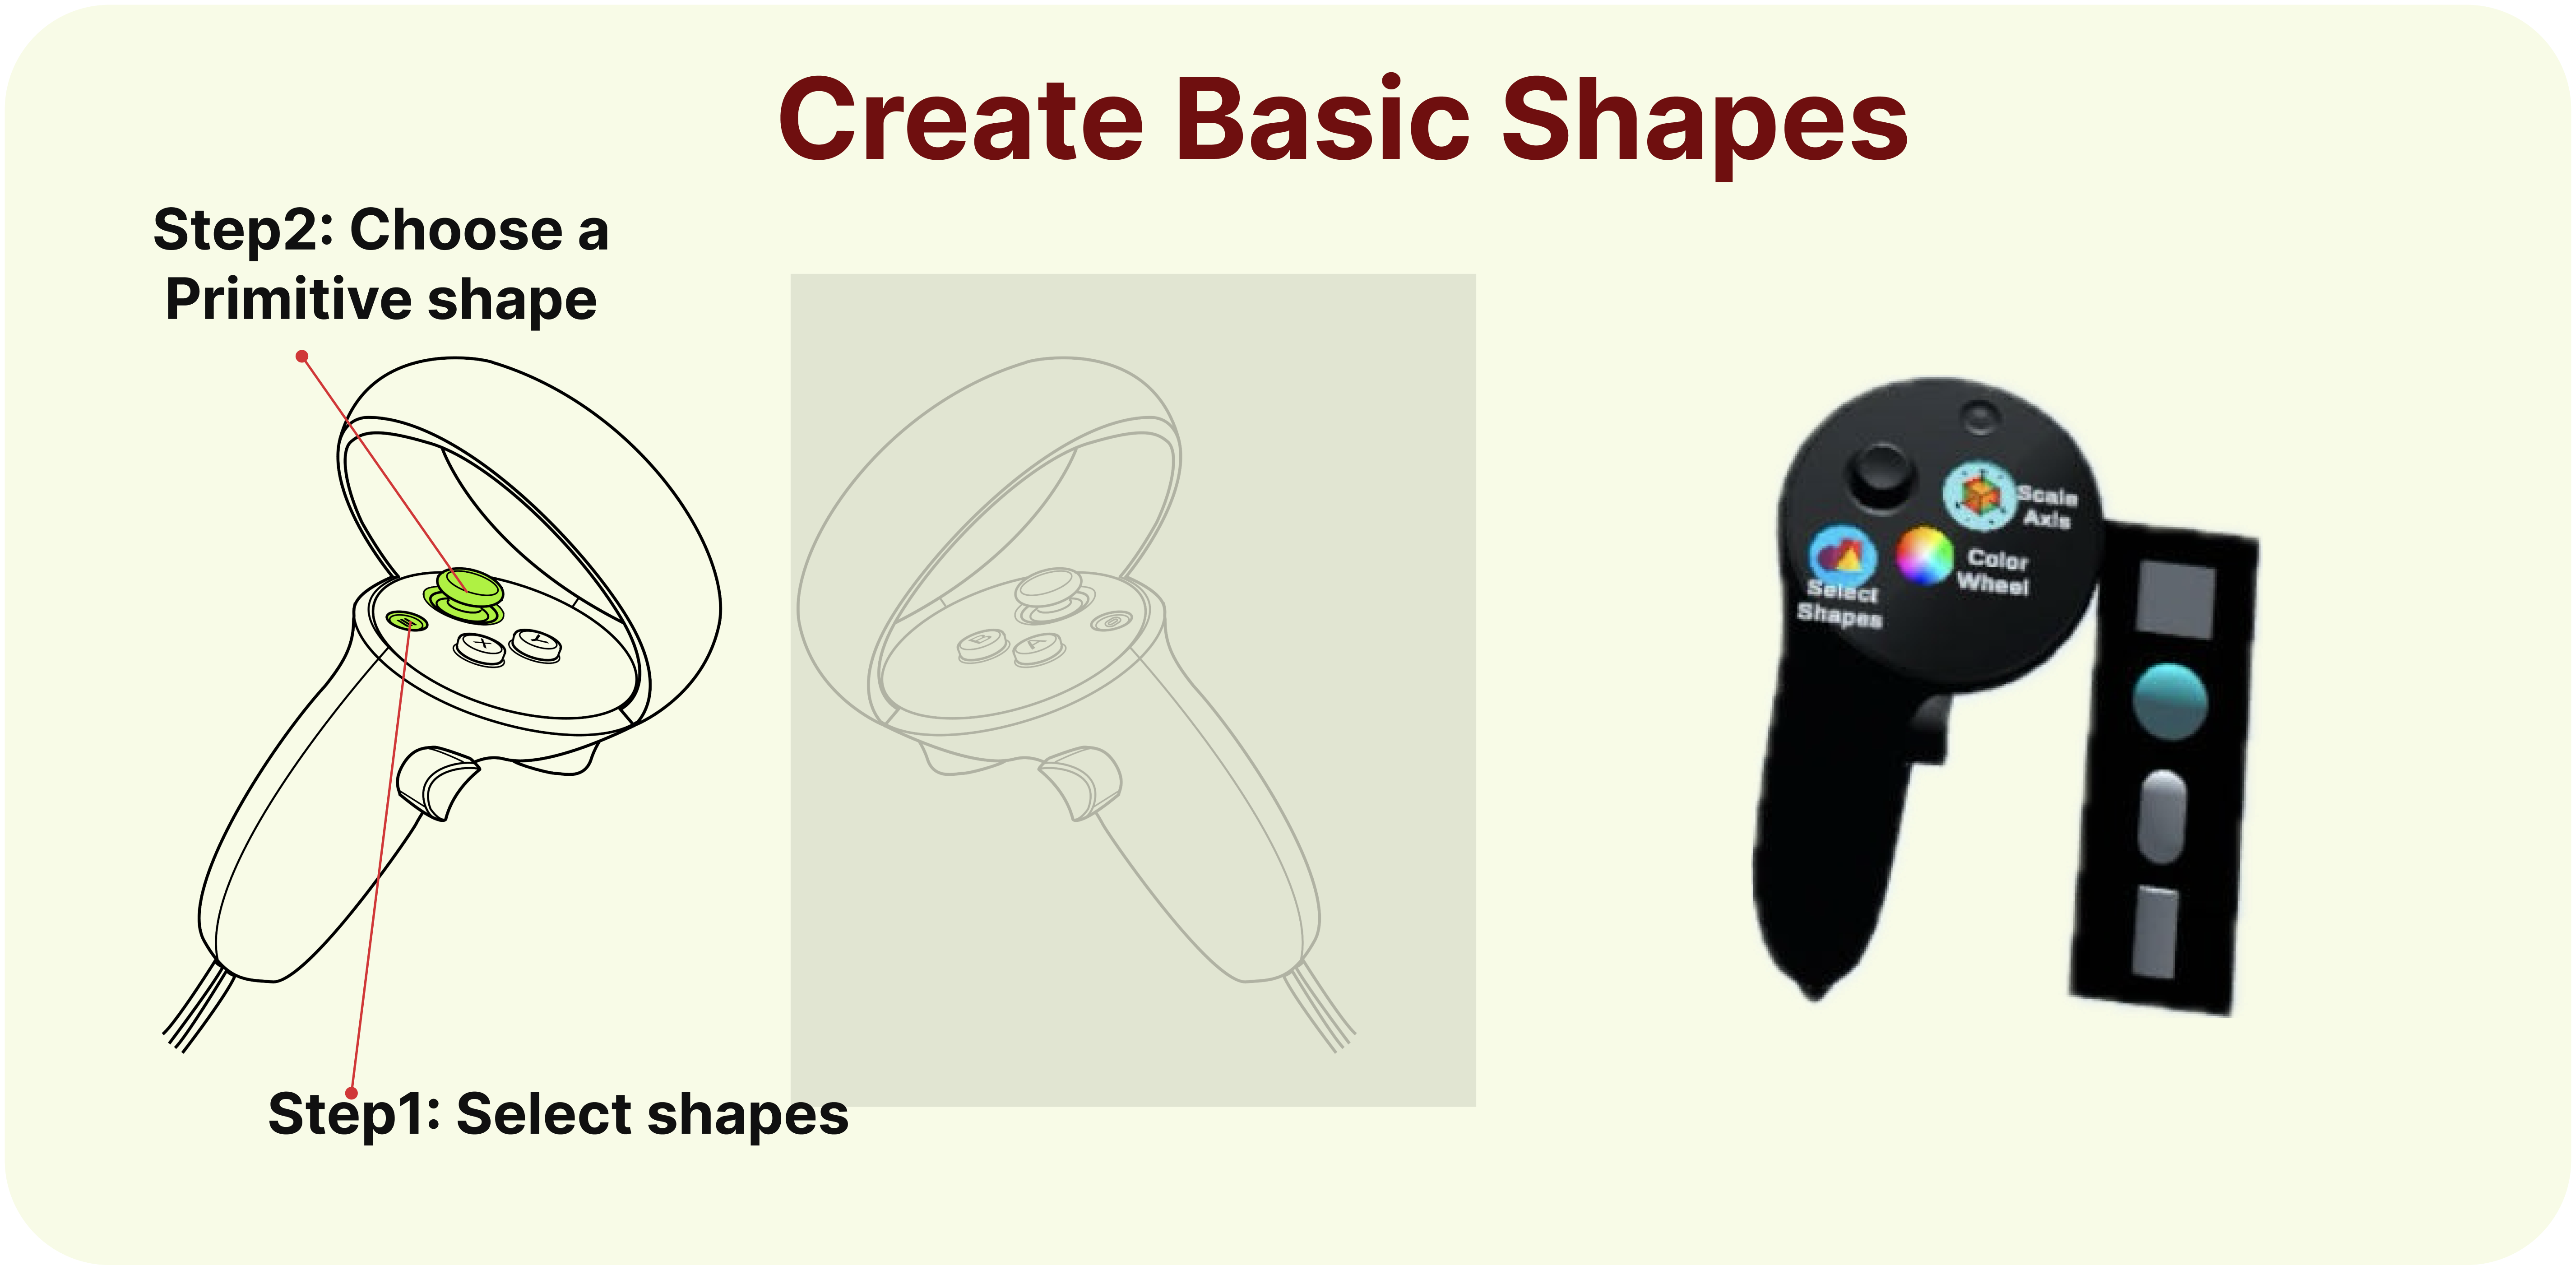 Create Basic Shapes
Step2: Choose a
Primitive shape
X
Y
B
A
Scale
Axis
Color
Wheel
Select
Shapes
Step1: Select shapes